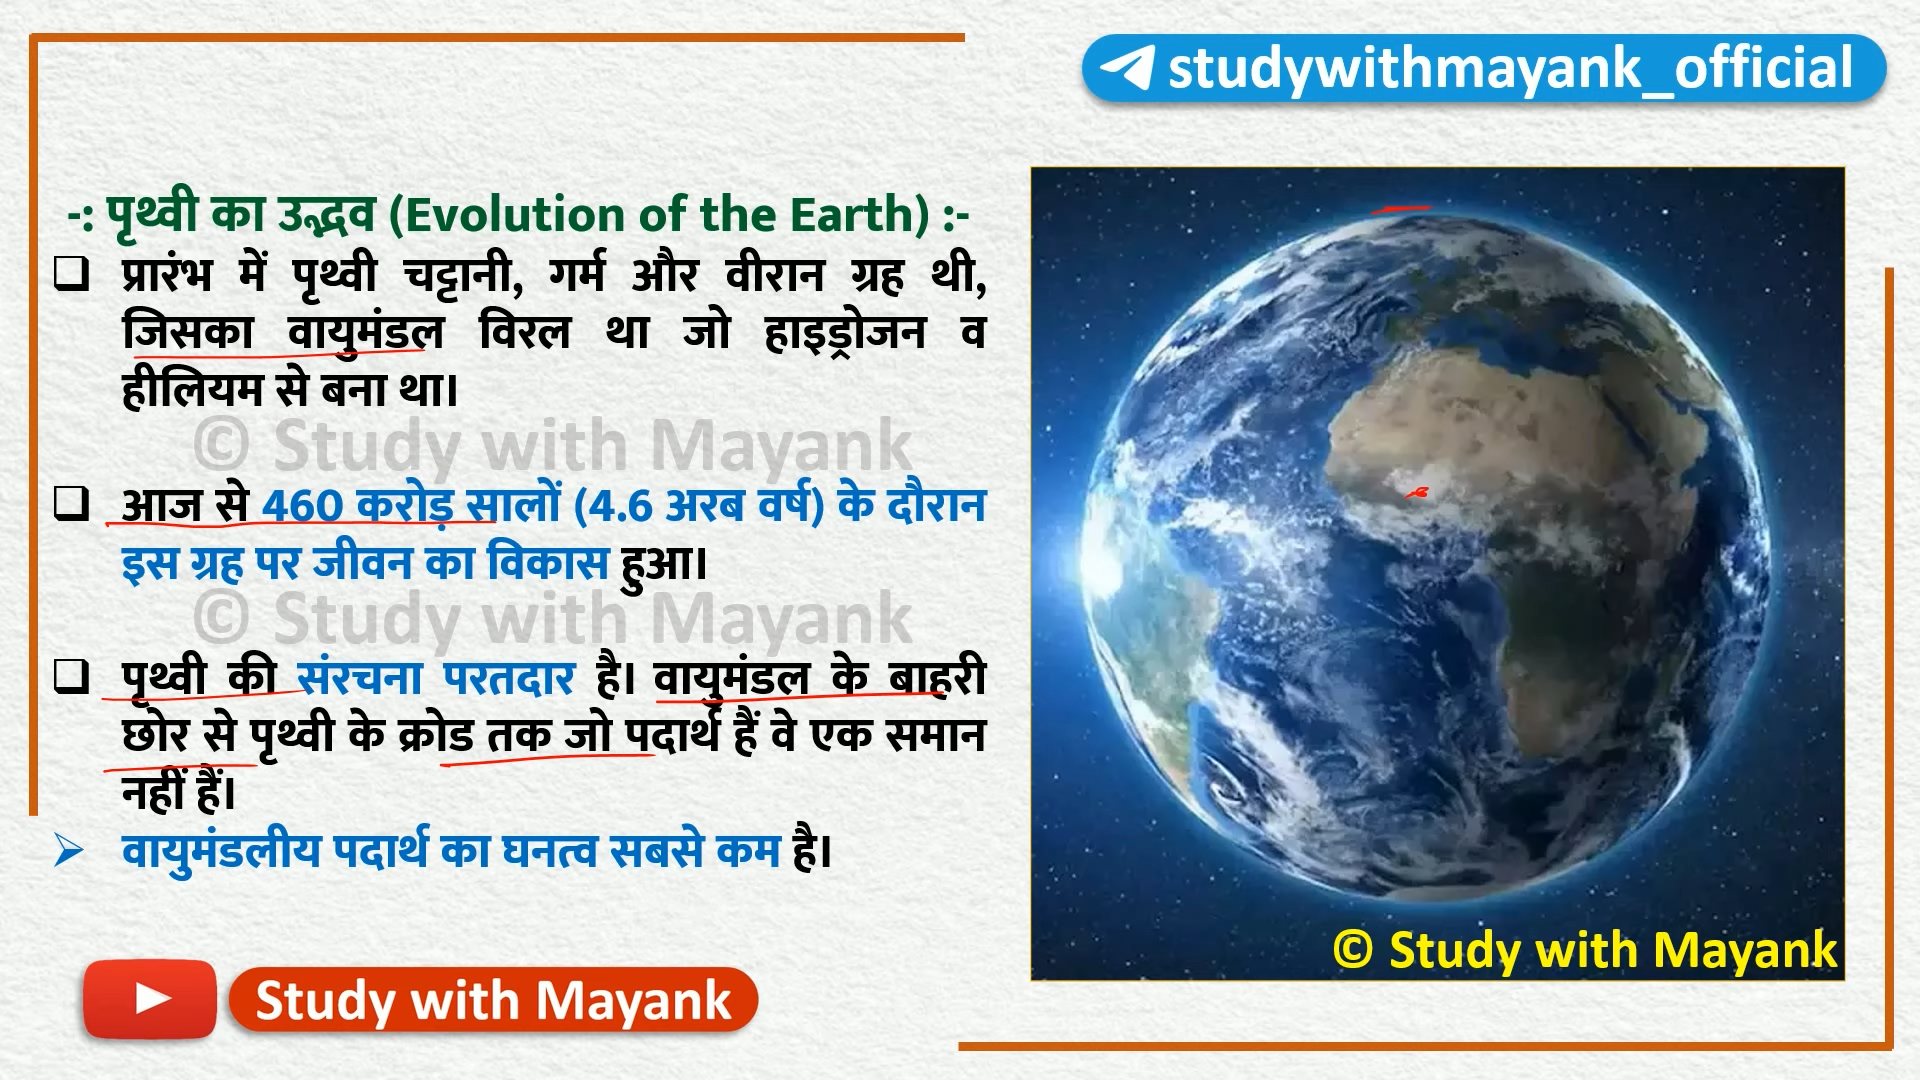 studywithmayank_official
-: पृथ्वी का उद्भव (Evolution of the Earth) :-
प्रारंभ में पृथ्वी चट्टानी, गर्म और वीरान ग्रह थी,
जिसका वायुमंडल विरल था जो हाइड्रोजन व
हीलियम से बना था।
© Study with Mayank
आज से 460 करोड़ सालों (4.6 अरब वर्ष) के दौरान
इस ग्रह पर जीवन का विकास हुआ।
© Study with Mayank
पृथ्वी की संरचना परतदार है। वायुमंडल के बाहरी
छोर से पृथ्वी के क्रोड तक जो पदार्थ हैं वे एक समान
नहीं हैं।
वायुमंडलीय पदार्थ का घनत्व सबसे कम है।
© Study with Mayank
Study with Mayank